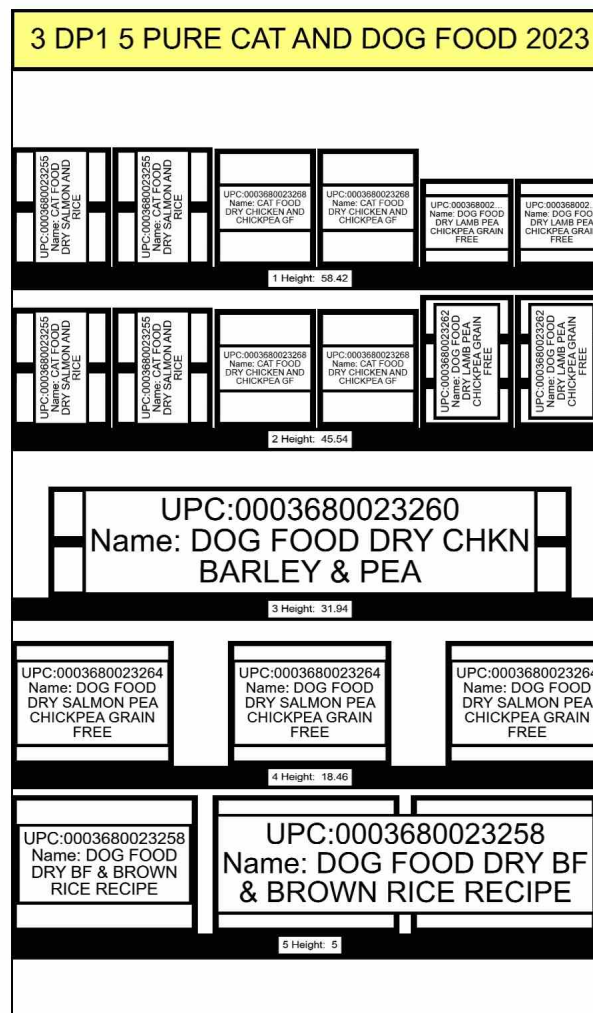 3 DP1 5 PURE CAT AND DOG FOOD 2023
UPC:0003680023255
Name: CAT FOOD
DRY SALMON AND
RICE
UPC:0003680023255
Name: CAT FOOD
DRY SALMON AND
RICE
UPC:0003680023268
Name: CAT FOOD
DRY CHICKEN AND
CHICKPEA GF
UPC:0003680023268
Name: CAT FOOD
DRY CHICKEN AND
CHICKPEA GF
UPC:000368002...
Name: DOG FOOD
DRY LAMB PEA
CHICKPEA GRAIN
FREE
UPC:000368002...
Name: DOG FOO
DRY LAMB PEA
CHICKPEA GRAI
FREE
1 Height: 58.42
UPC:0003680023255
Name: CAT FOOD
DRY SALMON AND
RICE
UPC:0003680023255
Name: CAT FOOD
DRY SALMON AND
RICE
UPC:0003680023268
Name: CAT FOOD
DRY CHICKEN AND
CHICKPEA GF
UPC:0003680023268
Name: CAT FOOD
DRY CHICKEN AND
CHICKPEA GF
UPC:0003680023262
Name: DOG FOOD
DRY LAMB PEA
CHICKPEA GRAIN
FREE
UPC:0003680023262
Name: DOG FOOD
DRY LAMB PEA
CHICKPEA GRAIN
FREE
2 Height: 45.54
UPC:0003680023260
Name: DOG FOOD DRY CHKN
BARLEY & PEA
3 Height: 31.94
UPC:0003680023264
Name: DOG FOOD
DRY SALMON PEA
CHICKPEA GRAIN
FREE
UPC:0003680023264
Name: DOG FOOD
DRY SALMON PEA
CHICKPEA GRAIN
FREE
UPC:0003680023264
Name: DOG FOOD
DRY SALMON PEA
CHICKPEA GRAIN
FREE
4 Height: 18.46
UPC:0003680023258
Name: DOG FOOD
DRY BF & BROWN
RICE RECIPE
UPC:0003680023258
Name: DOG FOOD DRY BF
& BROWN RICE RECIPE
5 Height: 5